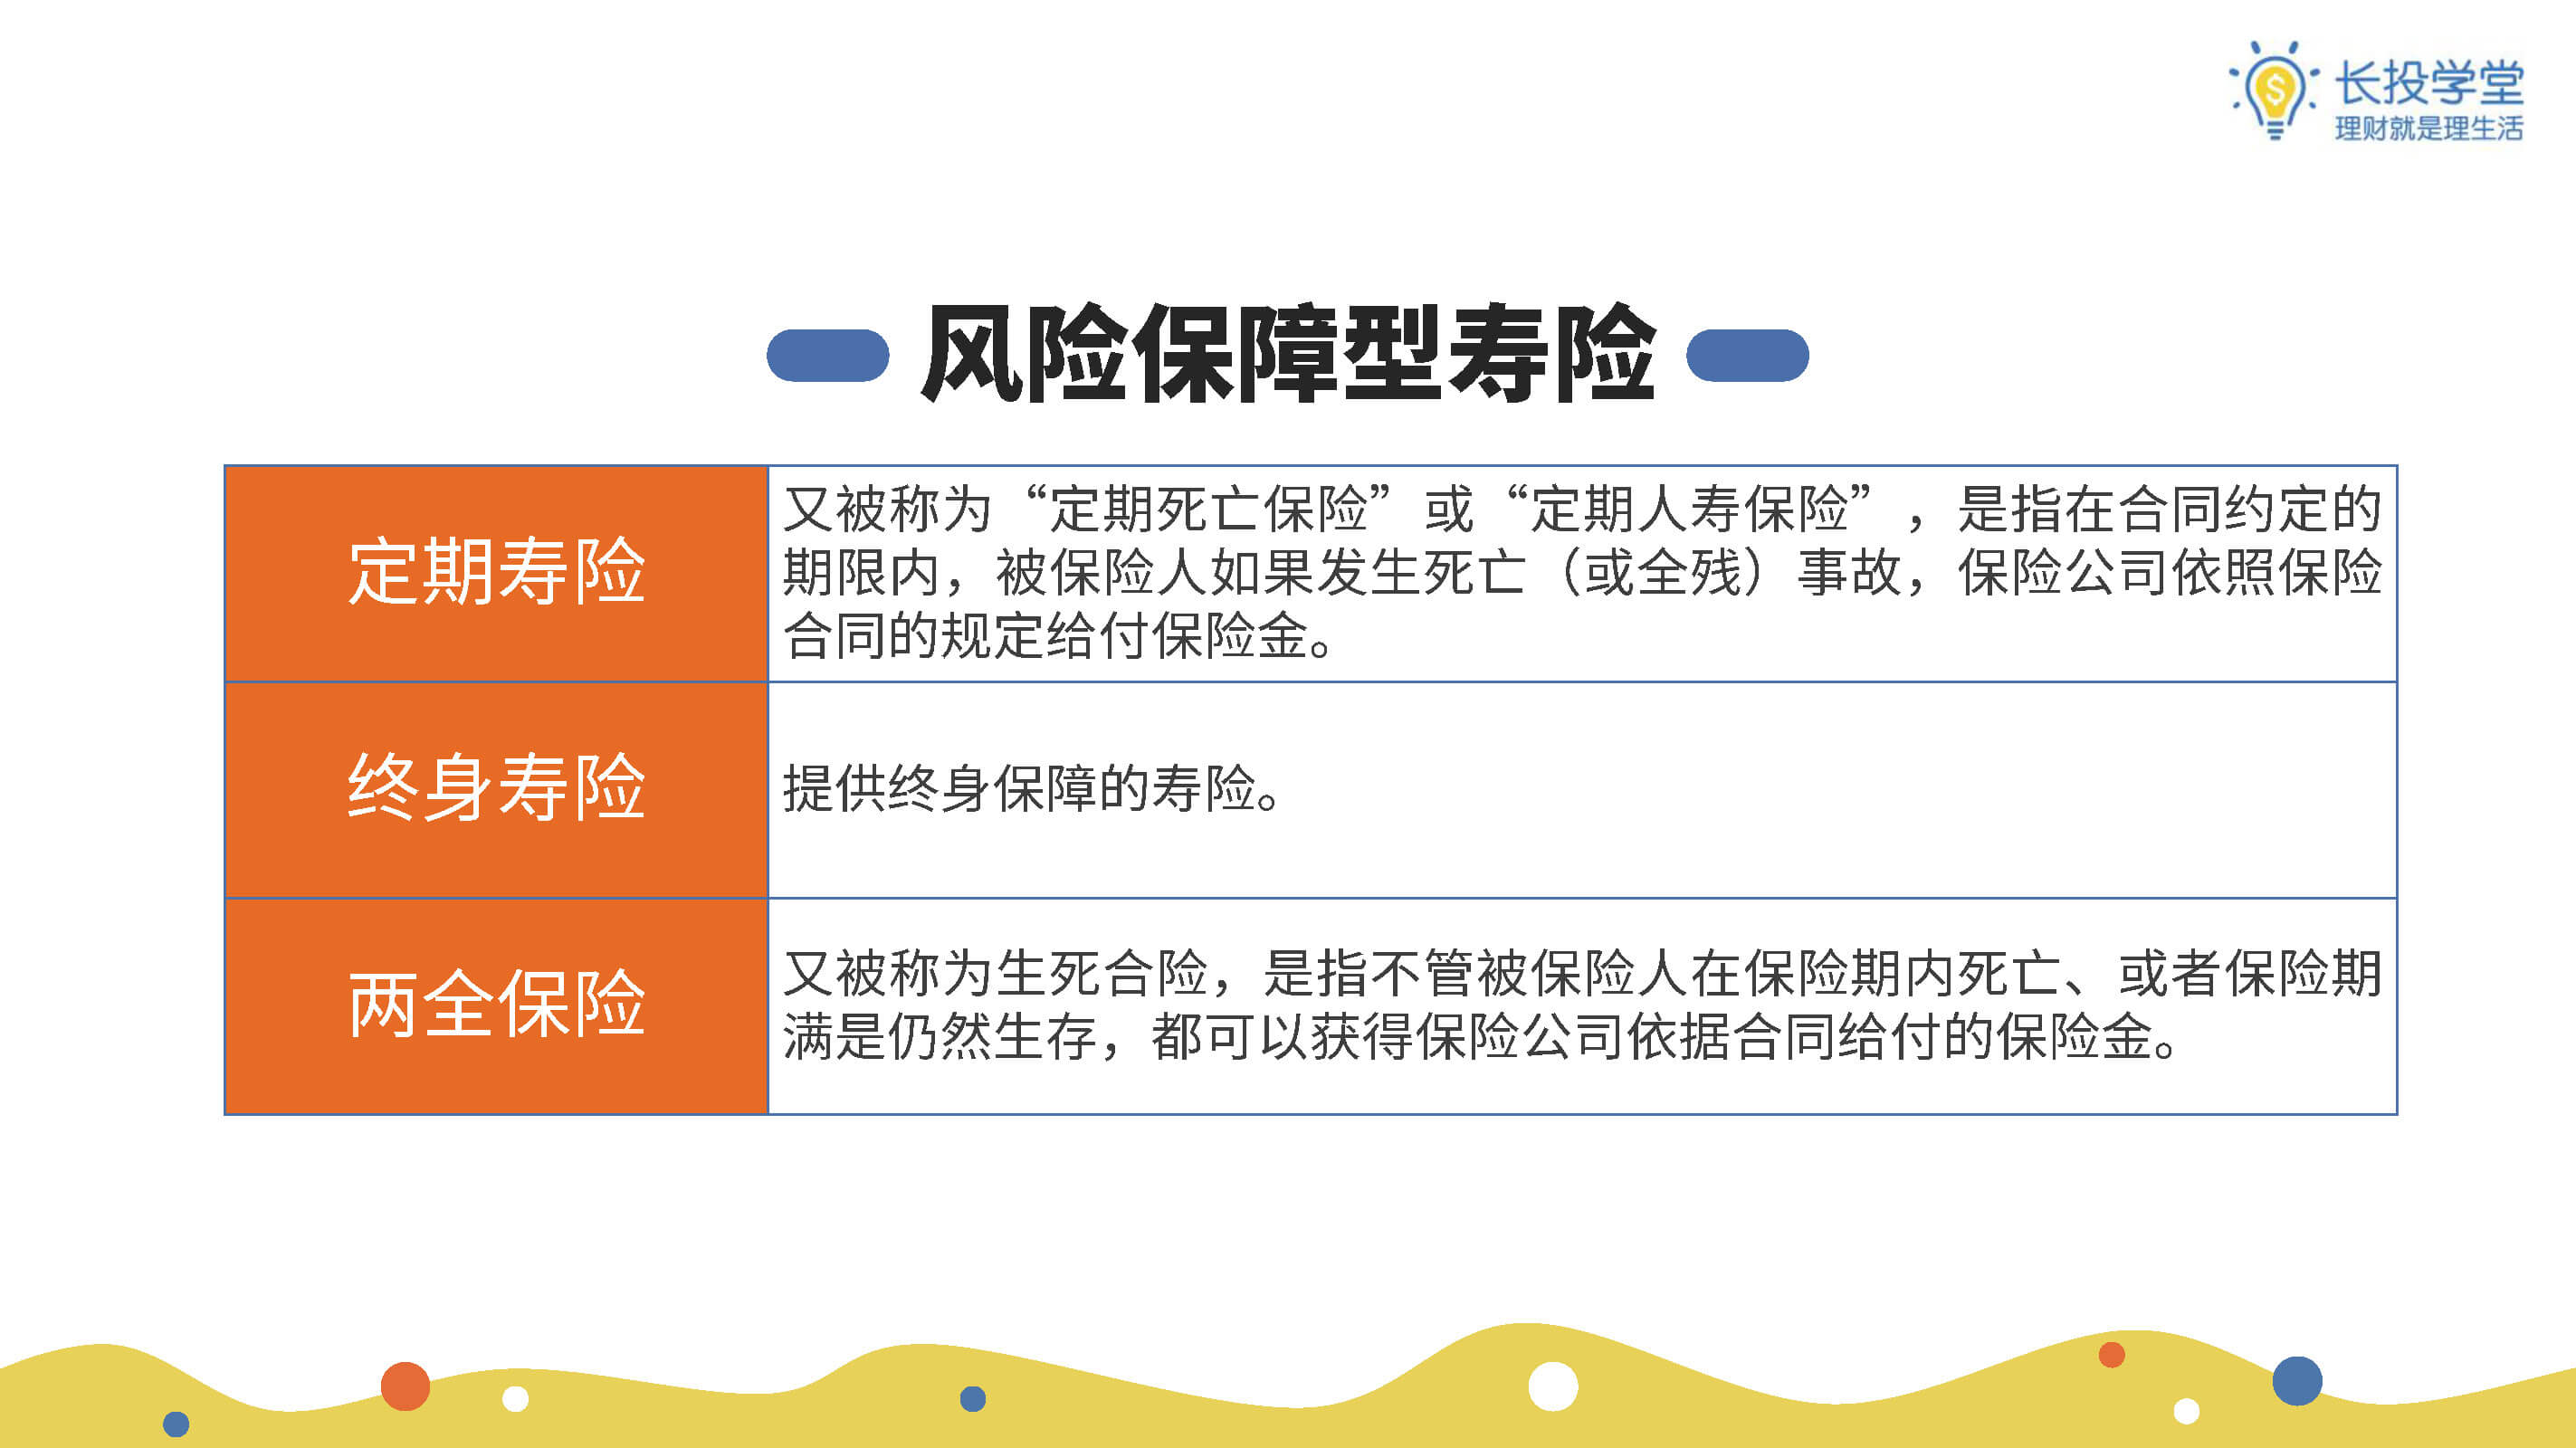 长投学堂
理财就是理生活
风险保障型寿险
定期寿险
又被称为“定期死亡保险”或“定期人寿保险”，是指在合同约定的
期限内，被保险人如果发生死亡（或全残）事故，保险公司依照保险
合同的规定给付保险金。
终身寿险
提供终身保障的寿险。
两全保险
又被称为生死合险，是指不管被保险人在保险期内死亡、或者保险期
满是仍然生存，都可以获得保险公司依据合同给付的保险金。